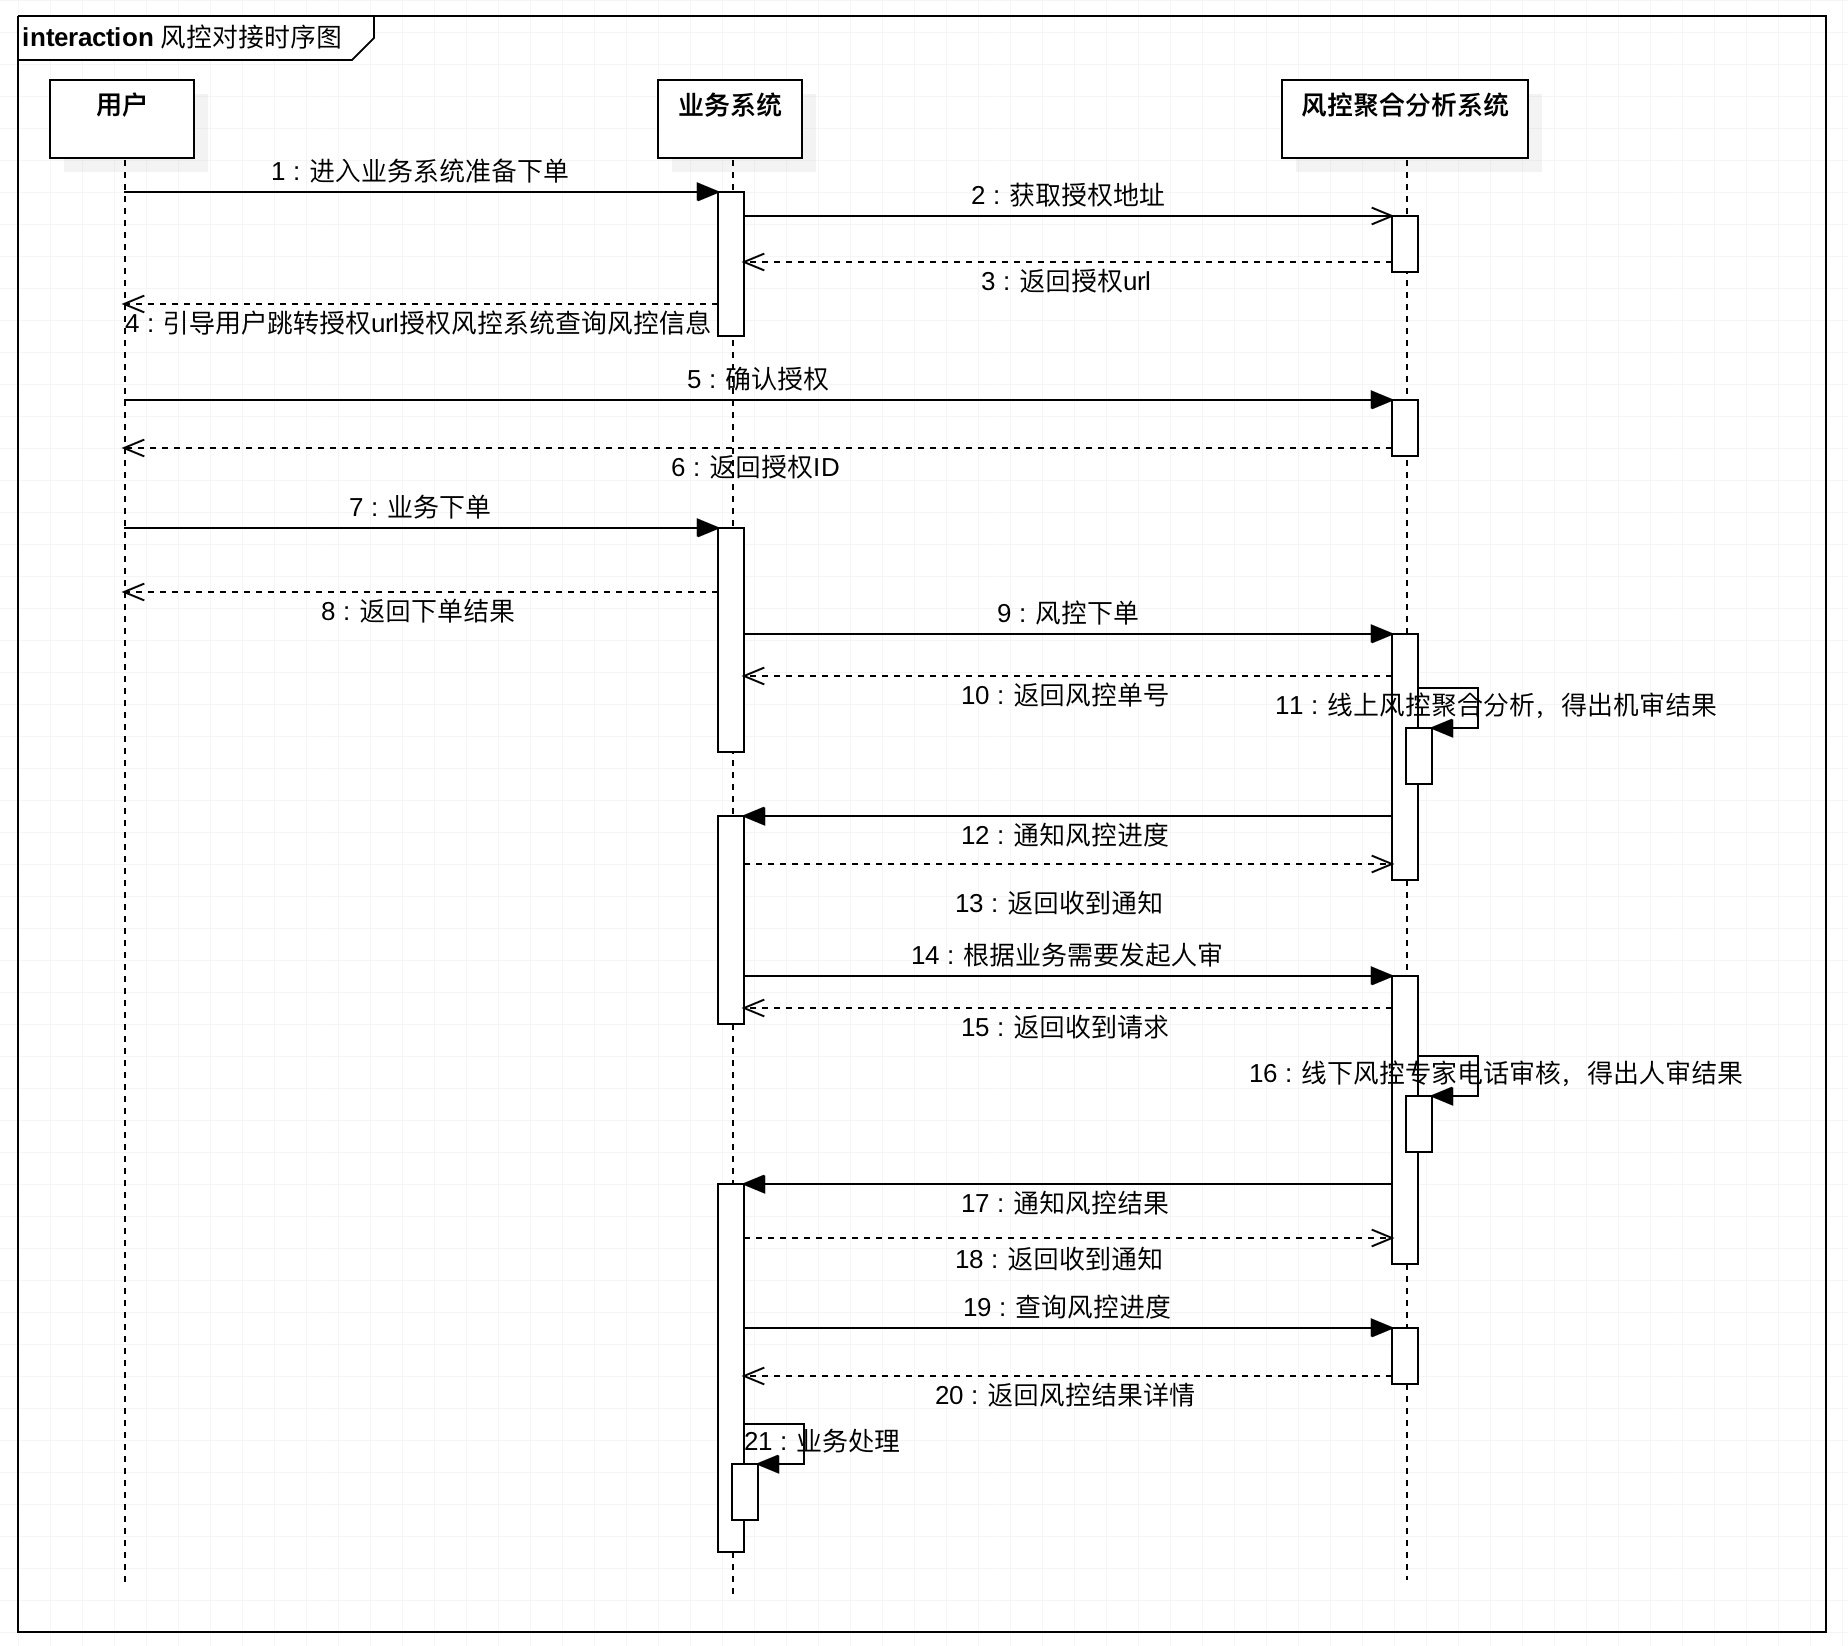 interaction 风控对接时序图
用户
业务系统
风控聚合分析系统
1 : 进入业务系统准备下单
2 : 获取授权地址
3 : 返回授权url
4 : 引导用户跳转授权url授权风控系统查询风控信息
5 : 确认授权
6 : 返回授权ID
7 : 业务下单
8 : 返回下单结果
9 : 风控下单
10 : 返回风控单号
11 : 线上风控聚合分析，得出机审结果
12 : 通知风控进度
13 : 返回收到通知
14 : 根据业务需要发起人审
15 : 返回收到请求
16 : 线下风控专家电话审核，得出人审结果
17 : 通知风控结果
18 : 返回收到通知
19 : 查询风控进度
20 : 返回风控结果详情
21 : 业务处理